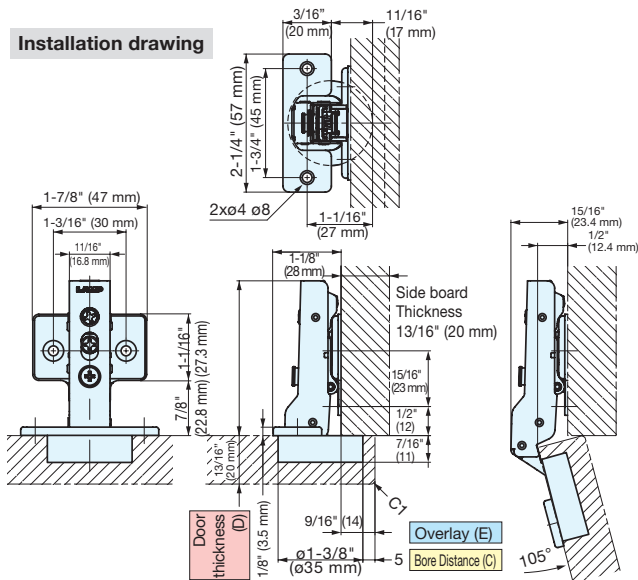 Installation drawing
3/16"
(20 mm)
11/16"
(17 mm)
2-1/4" (57 mm)
1-3/4" (45 mm)
2xø4 ø8
1-1/16"
(27 mm)
1-7/8" (47 mm)
1-3/16" (30 mm)
11/16"
(16.8 mm)
LAMP
1-1/16"
(27.3 mm)
7/8"
(22.8 mm)
1-1/8"
(28 mm)
Side board
Thickness
13/16" (20 mm)
15/16"
(23 mm)
1/2"
(12)
7/16"
(11)
15/16"
(23.4 mm)
1/2"
(12.4 mm)
13/16"
(20 mm)
Door
thickness
(D)
1/8" (3.5 mm)
9/16" (14)
C1
ø1-3/8"
(ø35 mm)
5
Overlay (E)
Bore Distance (C)
105°